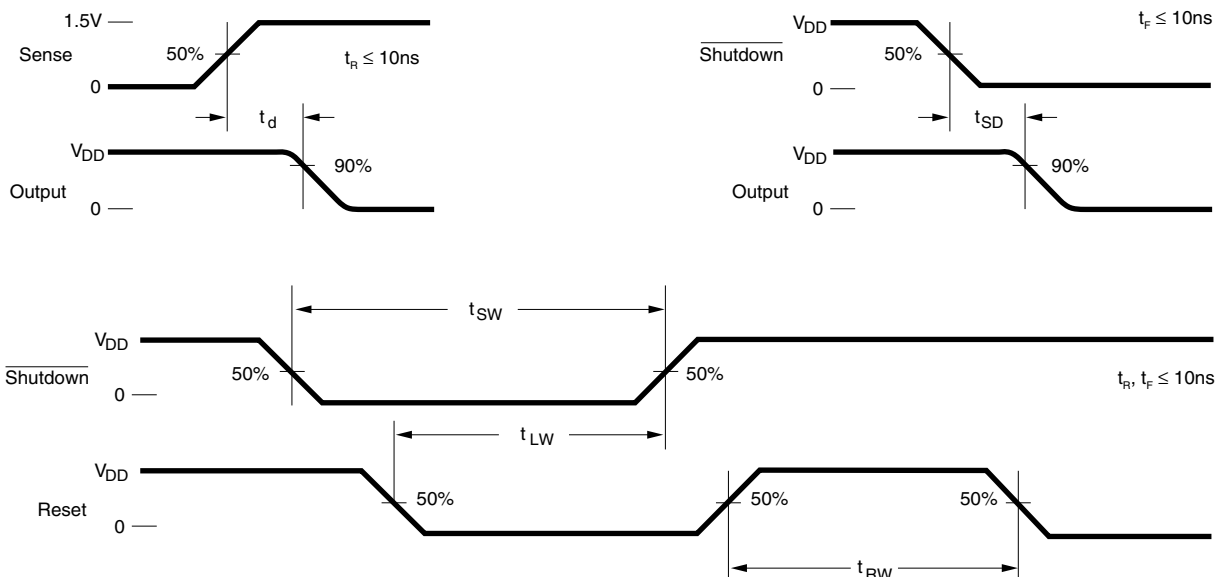 1.5V
Sense
50%
t_R ≤ 10ns
0
t_d
V_DD
90%
Output
0
V_DD
t_F ≤ 10ns
Shutdown
50%
0
t_SD
V_DD
90%
Output
0
t_SW
V_DD
Shutdown
50%
50%
t_R, t_F ≤ 10ns
0
t_LW
V_DD
Reset
50%
50%
50%
0
t_RW